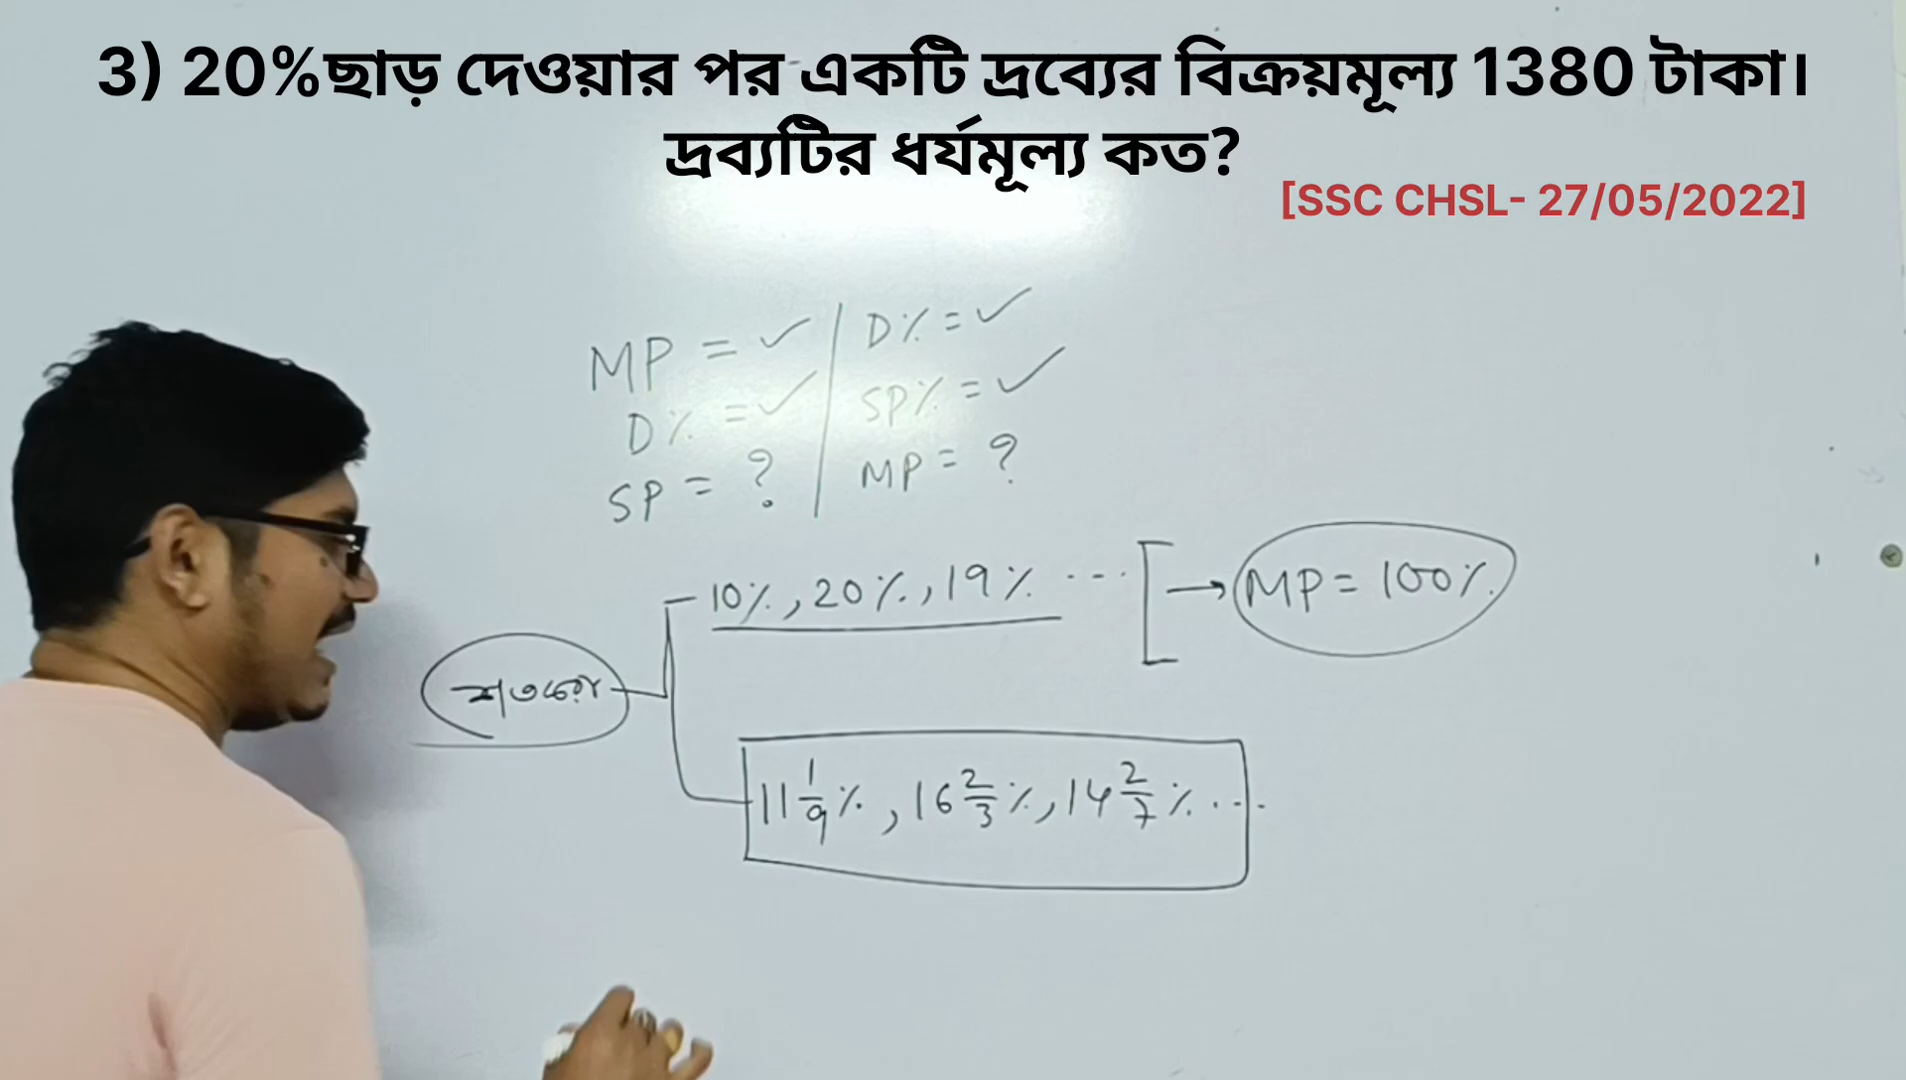 3) 20%ছাড় দেওয়ার পর একটি দ্রব্যের বিক্রয়মূল্য 1380 টাকা।
দ্রব্যটির ধর্যমূল্য কত?
[SSC CHSL- 27/05/2022]
MP = ✓
D% = ✓
SP = ?
D% = ✓
SP% = ✓
MP = ?
10%, 20%, 19% ----
→ MP = 100%
শতকরা
11 1/9 %, 16 2/3 %, 14 2/7 % ....